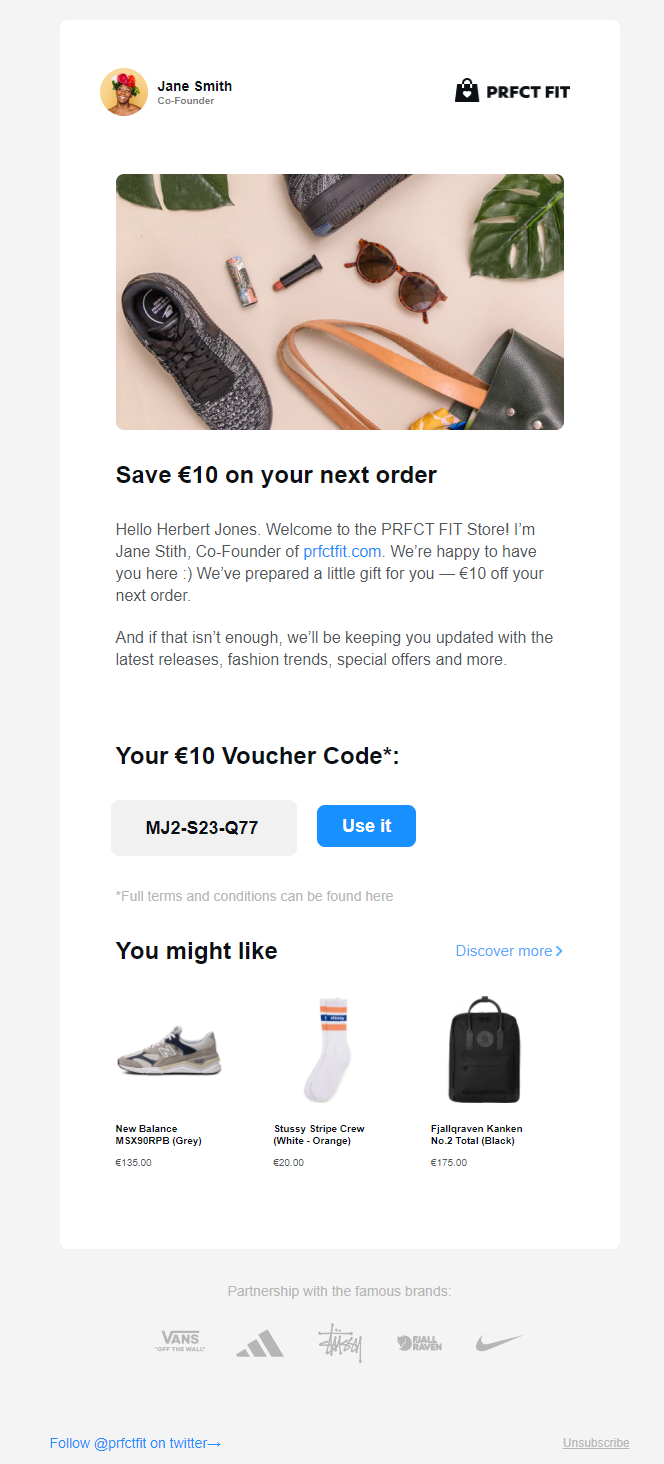 Jane Smith
Co-Founder
PRFCT FIT
Save €10 on your next order
Hello Herbert Jones. Welcome to the PRFCT FIT Store! I’m
Jane Stith, Co-Founder of prfctfit.com. We’re happy to have
you here :) We’ve prepared a little gift for you — €10 off your
next order.
And if that isn’t enough, we’ll be keeping you updated with the
latest releases, fashion trends, special offers and more.
Your €10 Voucher Code*:
MJ2-S23-Q77
Use it
*Full terms and conditions can be found here
You might like
Discover more
New Balance
MSX90RPB (Grey)
€135.00
Stussy Stripe Crew
(White - Orange)
€20.00
Fjallqraven Kanken
No.2 Total (Black)
€175.00
Partnership with the famous brands:
VANS
"OFF THE WALL"
Stüssy
FJALL
RAVEN
Follow @prfctfit on twitter→
Unsubscribe